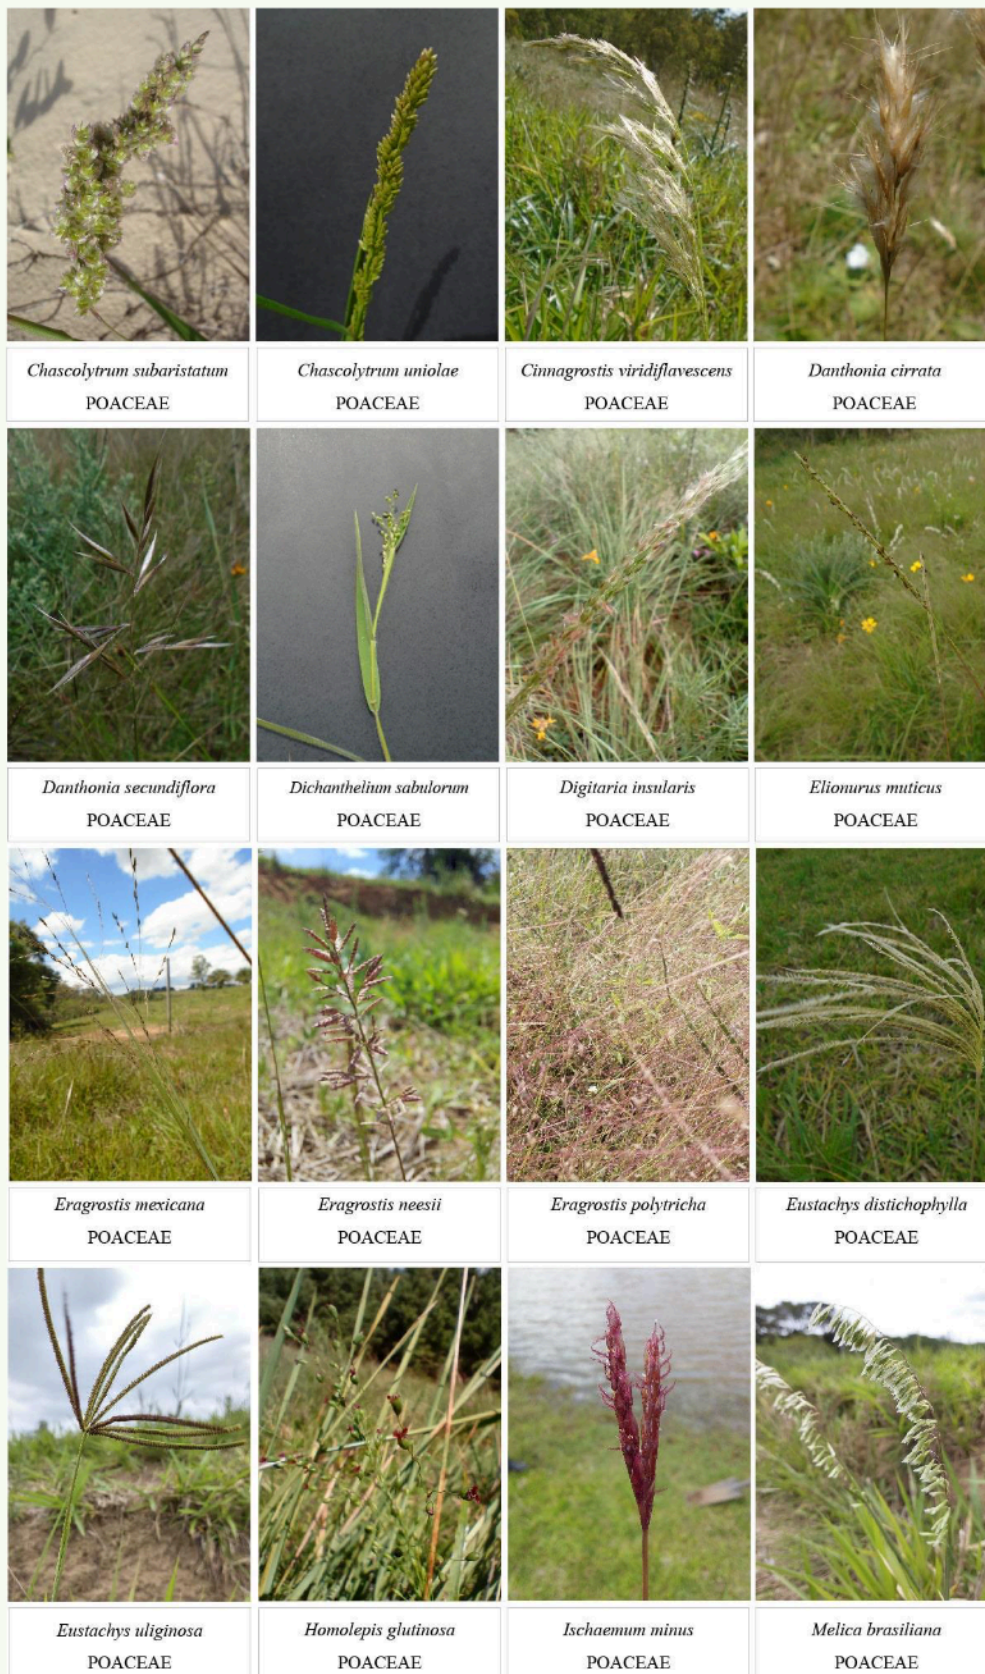 Chascolytrum subaristatum
POACEAE
Chascolytrum uniolae
POACEAE
Cinnagrostis viridiflavescens
POACEAE
Danthonia cirrata
POACEAE
Danthonia secundiflora
POACEAE
Dichanthelium sabulorum
POACEAE
Digitaria insularis
POACEAE
Elionurus muticus
POACEAE
Eragrostis mexicana
POACEAE
Eragrostis neesii
POACEAE
Eragrostis polytricha
POACEAE
Eustachys distichophylla
POACEAE
Eustachys uliginosa
POACEAE
Homolepis glutinosa
POACEAE
Ischaemum minus
POACEAE
Melica brasiliana
POACEAE